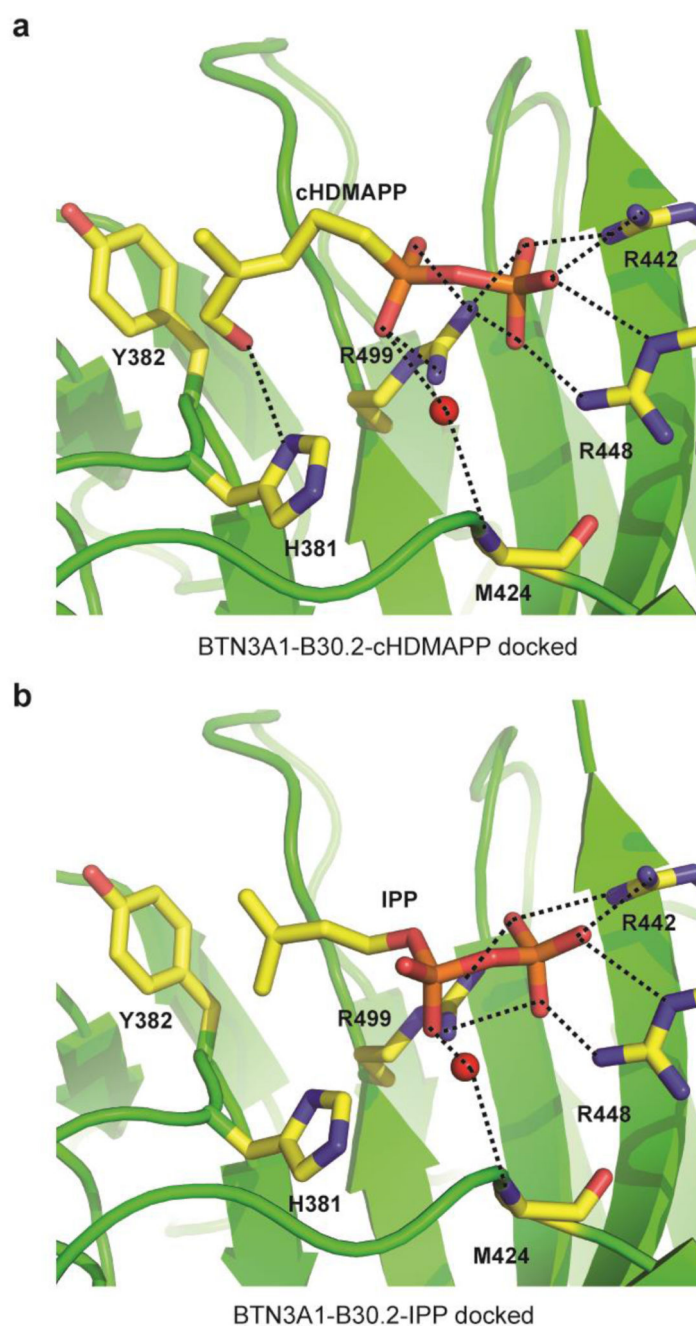 a
cHDMAPP
R442
Y382
R499
R448
H381
M424
BTN3A1-B30.2-cHDMAPP docked
b
IPP
R442
Y382
R499
R448
H381
M424
BTN3A1-B30.2-IPP docked